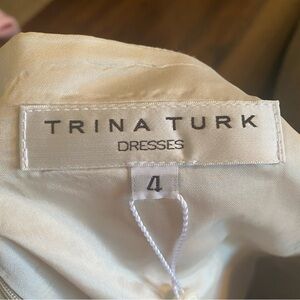 TRINA TURK
DRESSES
4